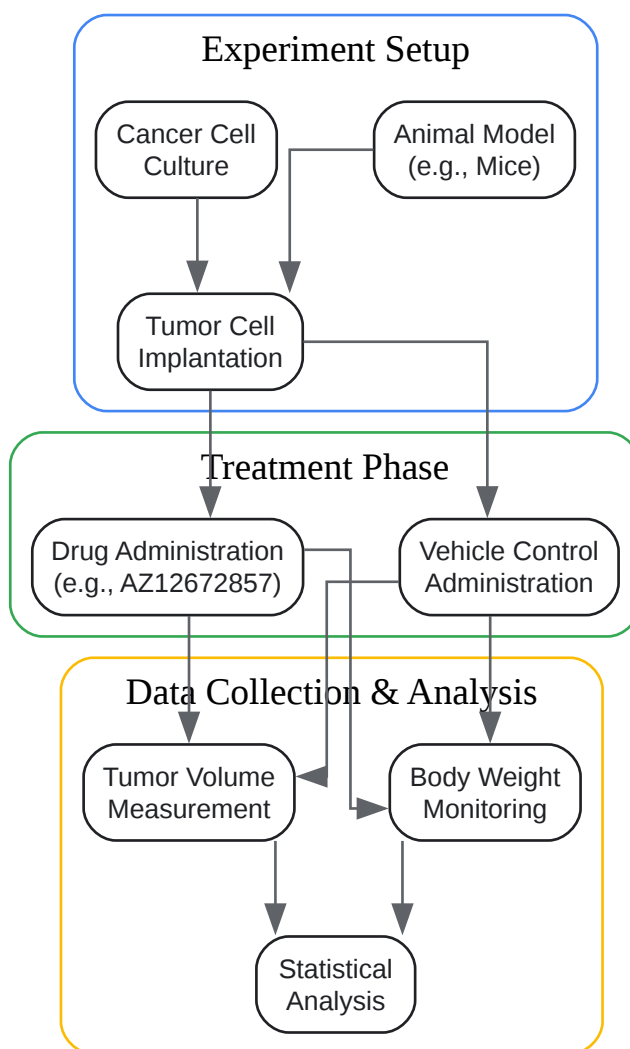 Experiment Setup
Cancer Cell
Culture
Animal Model
(e.g., Mice)
Tumor Cell
Implantation
Treatment Phase
Drug Administration
(e.g., AZ12672857)
Vehicle Control
Administration
Data Collection & Analysis
Tumor Volume
Measurement
Body Weight
Monitoring
Statistical
Analysis